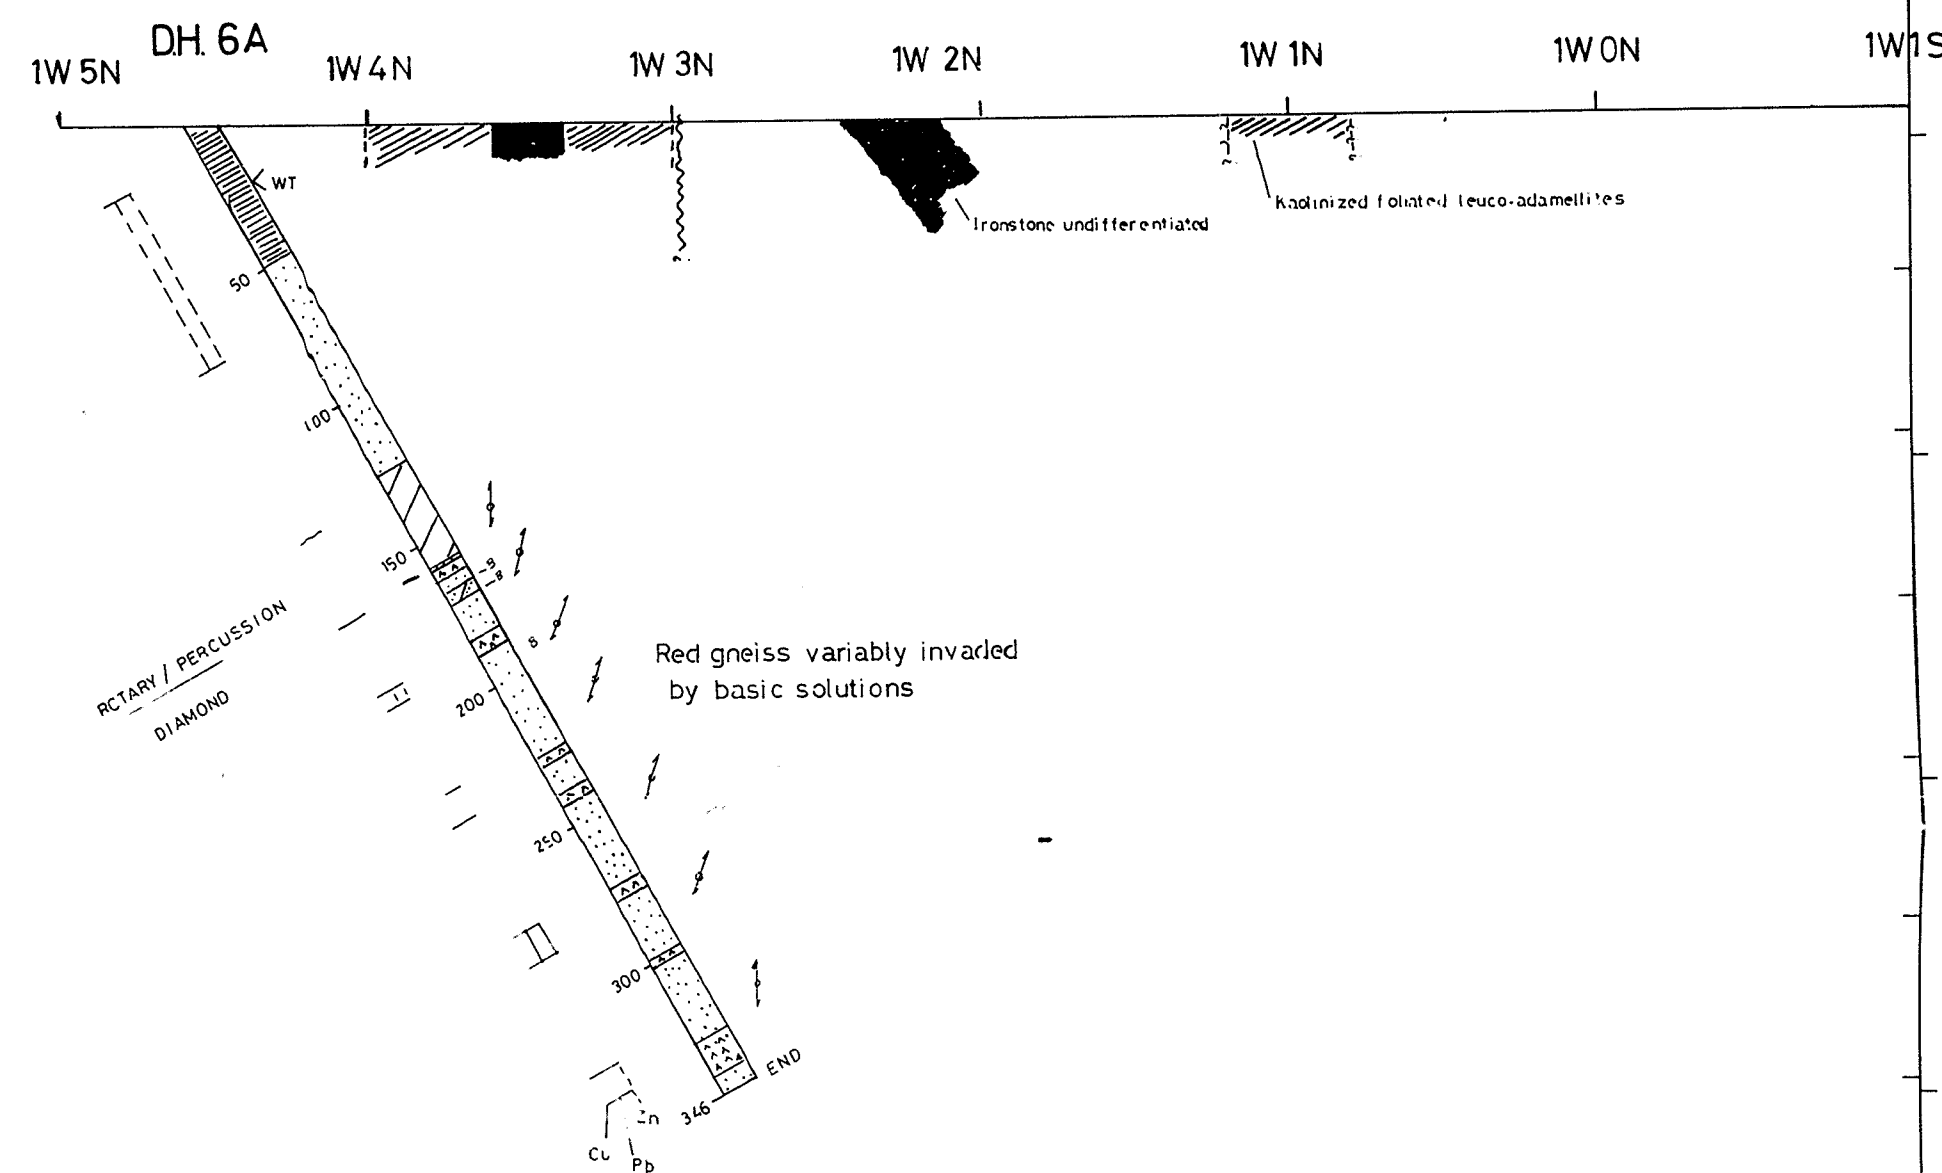 D.H. 6A
1W 5N
1W 4N
1W 3N
1W 2N
1W 1N
1W 0N
1W 1S
WT
Ironstone undifferentiated
Kaolinized foliated leuco-adamellites
50
100
150
B
B
B
ROTARY / PERCUSSION
DIAMOND
Red gneiss variably invaded
by basic solutions
200
250
300
END
346
Zn
Cu
Pb